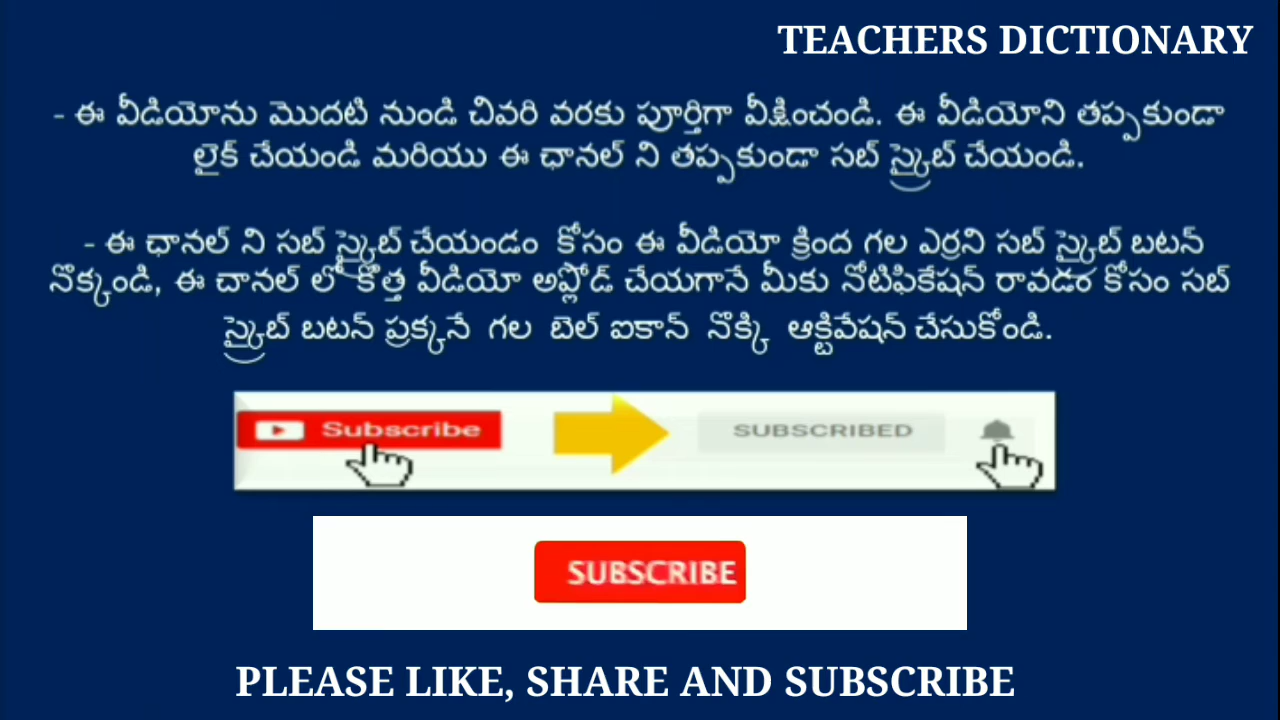 TEACHERS DICTIONARY
- ఈ వీడియోను మొదటి నుండి చివరి వరకు పూర్తిగా వీక్షించండి. ఈ వీడియోని తప్పకుండా
లైక్ చేయండి మరియు ఈ ఛానల్ ని తప్పకుండా సబ్ స్క్రైబ్ చేయండి.
- ఈ ఛానల్ ని సబ్ స్క్రైబ్ చేయండం కోసం ఈ వీడియో క్రింద గల ఎర్రని సబ్ స్క్రైబ్ బటన్
నొక్కండి, ఈ చానల్ లో కొత్త వీడియో అప్లోడ్ చేయగానే మీకు నోటిఫికేషన్ రావడం కోసం సబ్
స్క్రైబ్ బటన్ ప్రక్కనే గల బెల్ ఐకాన్ నొక్కి ఆక్టివేషన్ చేసుకోండి.
Subscribe SUBSCRIBED
SUBSCRIBE
PLEASE LIKE, SHARE AND SUBSCRIBE